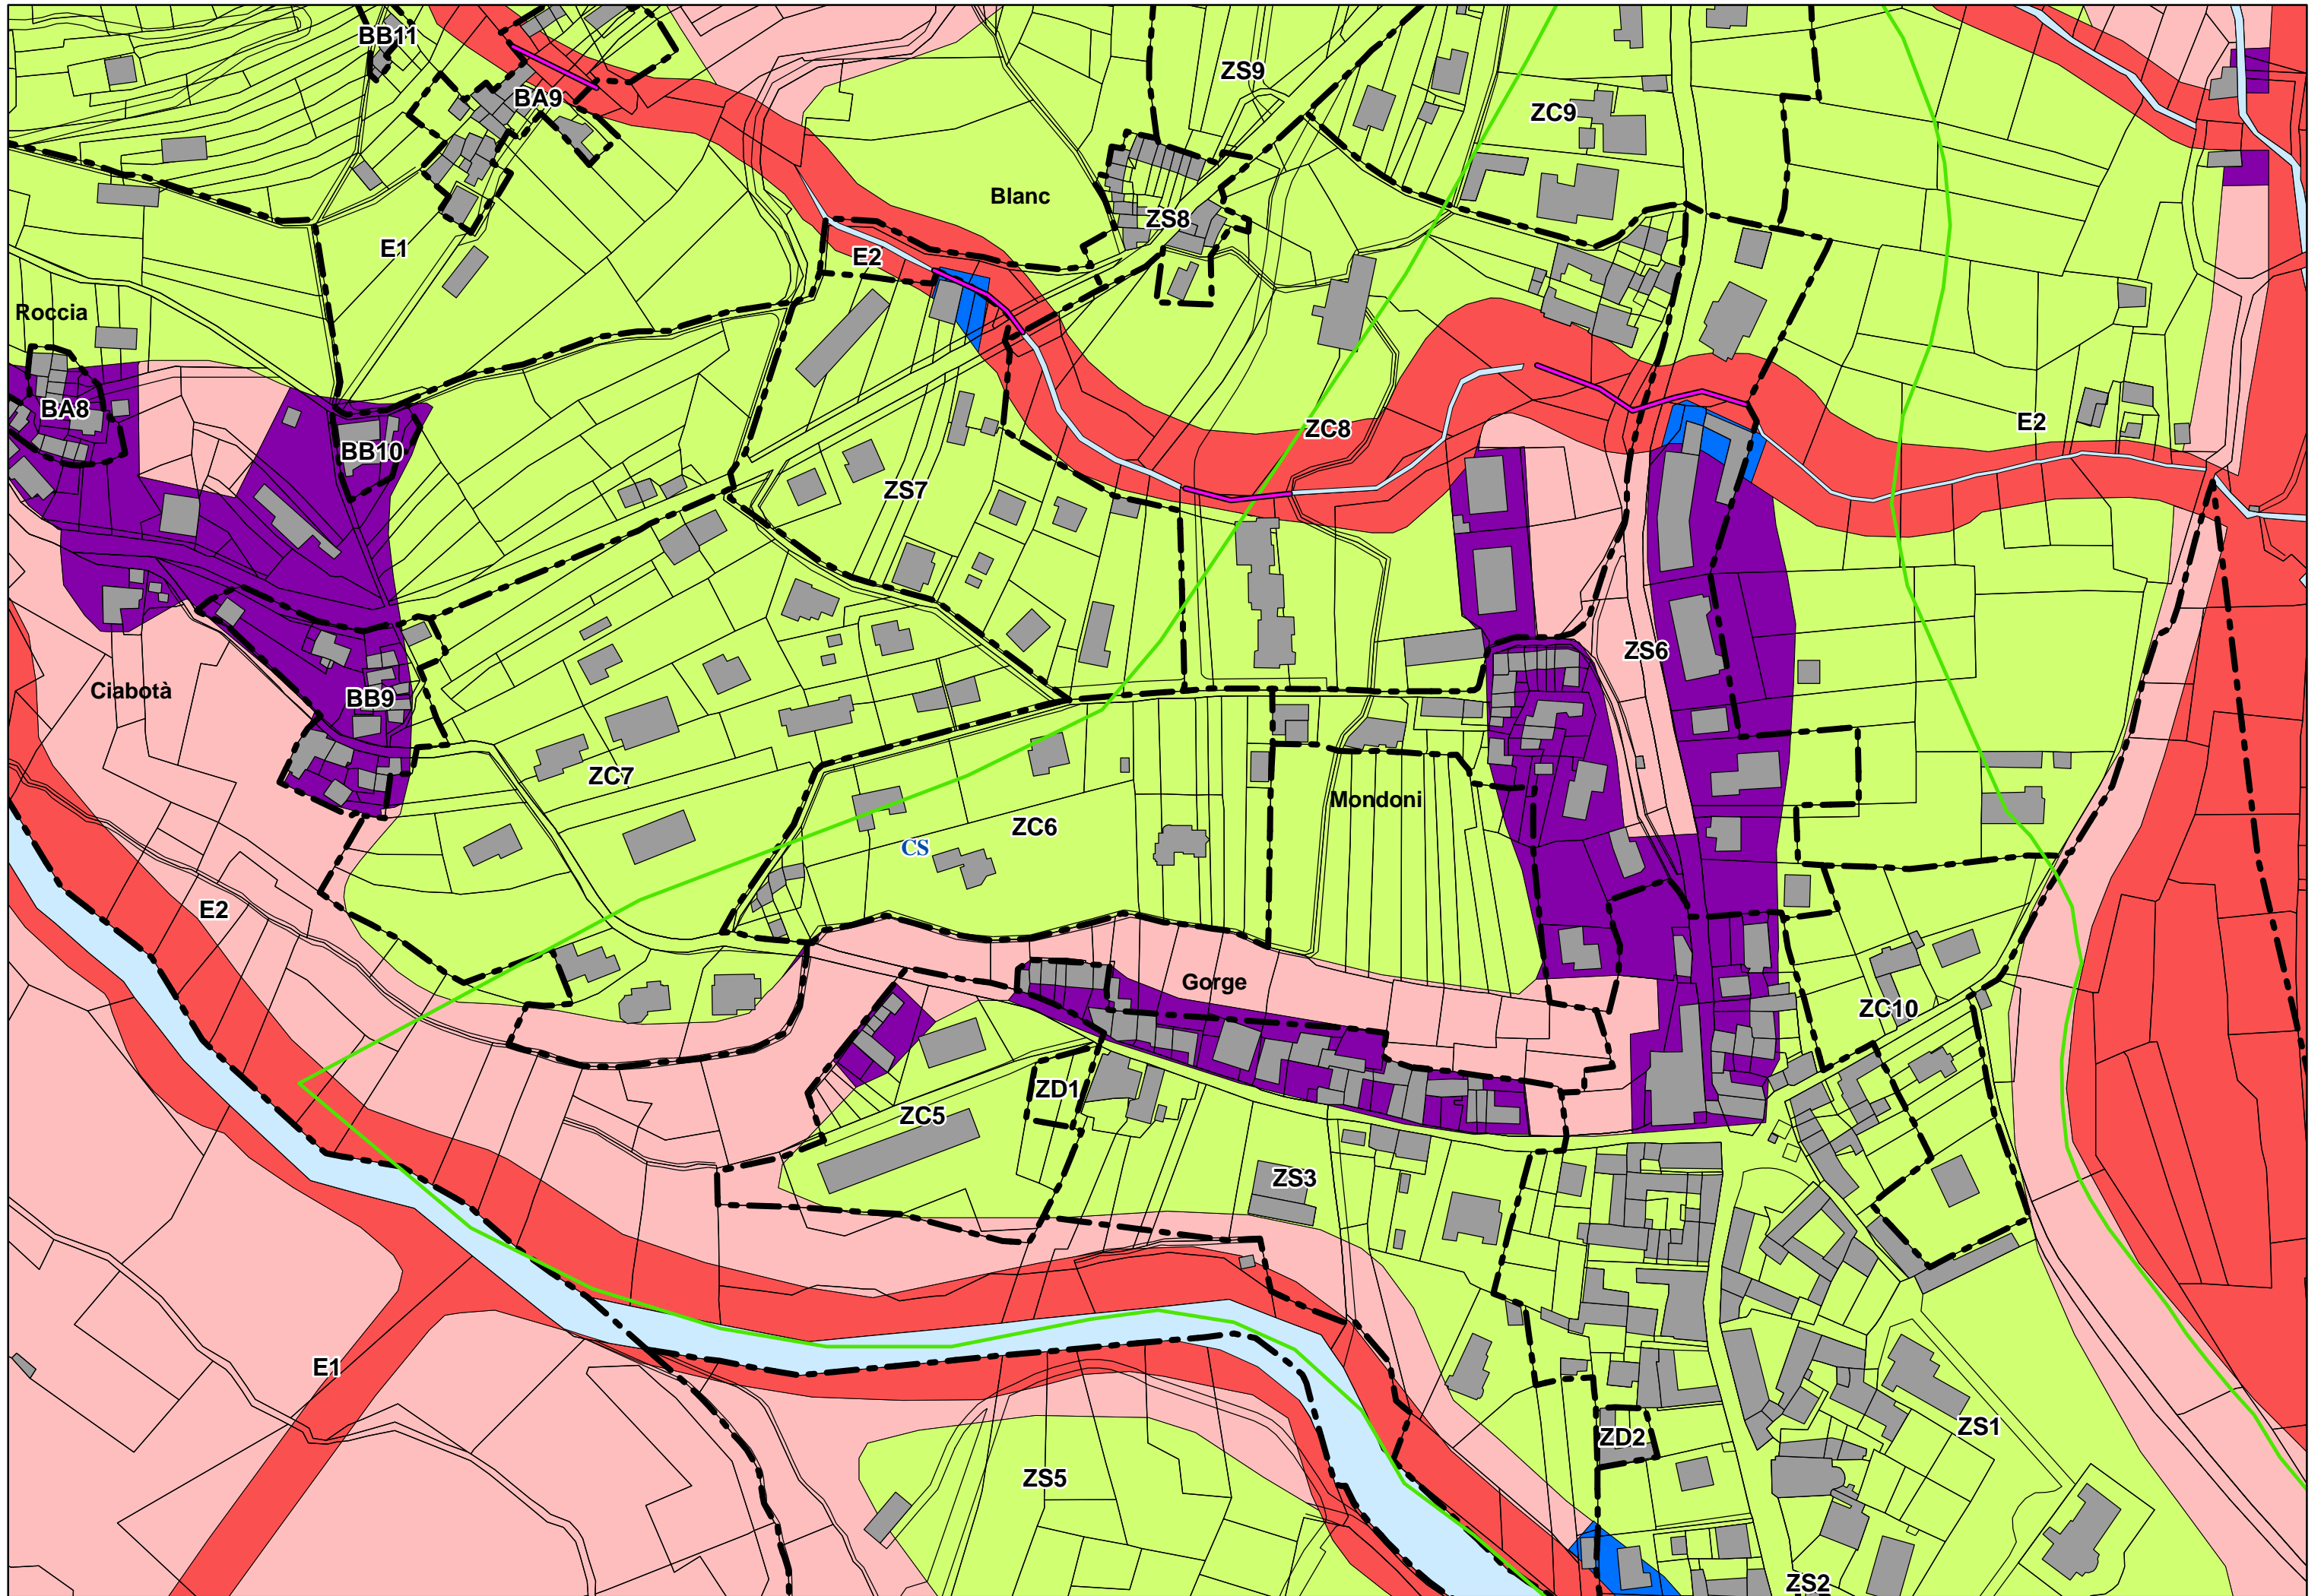 BB11
ZS9
BA9
ZC9
Blanc
ZS8
E1
E2
Roccia
BA8
ZC8
E2
BB10
ZS7
ZS6
Ciabotà
BB9
ZC7
Mondoni
ZC6
CS
E2
Gorge
ZC10
ZD1
ZC5
ZS3
E1
ZS1
ZD2
ZS5
ZS2